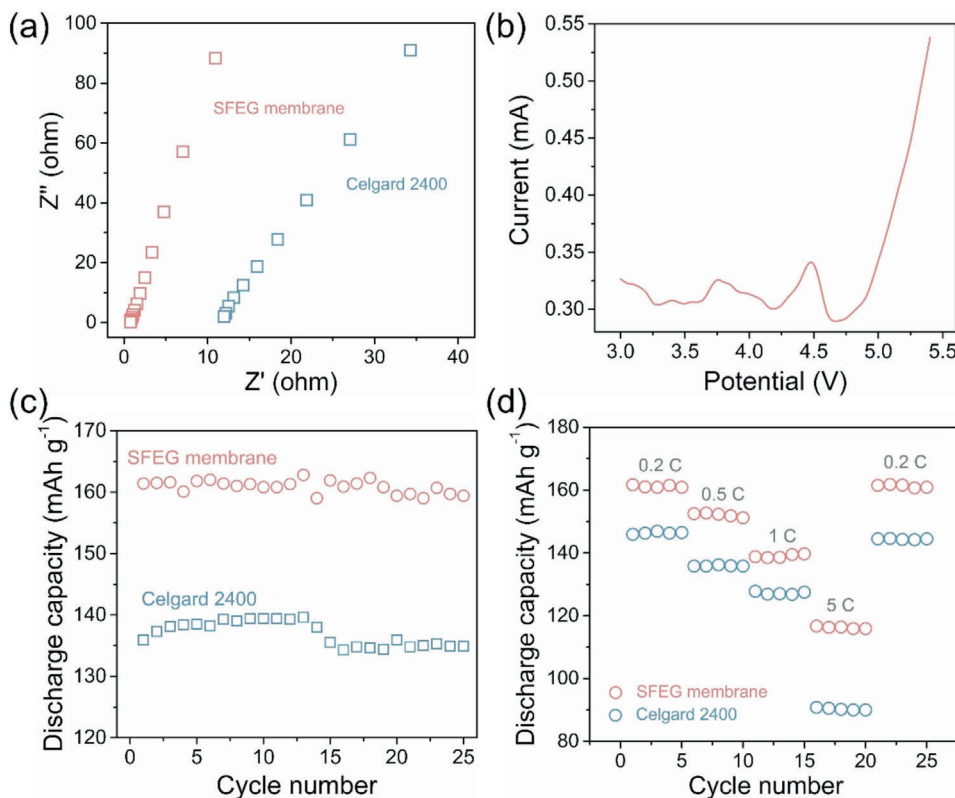 (a)
100
80
60
40
20
0
Z'' (ohm)
SFEG membrane
Celgard 2400
0 10 20 30 40
Z' (ohm)
(b)
0.55
0.50
0.45
0.40
0.35
0.30
Current (mA)
3.0 3.5 4.0 4.5 5.0 5.5
Potential (V)
(c)
170
160
150
140
130
120
Discharge capacity (mAh g⁻¹)
SFEG membrane
Celgard 2400
0 5 10 15 20 25
Cycle number
(d)
180
160
140
120
100
80
Discharge capacity (mAh g⁻¹)
0.2 C
0.5 C
1 C
5 C
0.2 C
SFEG membrane
Celgard 2400
0 5 10 15 20 25
Cycle number